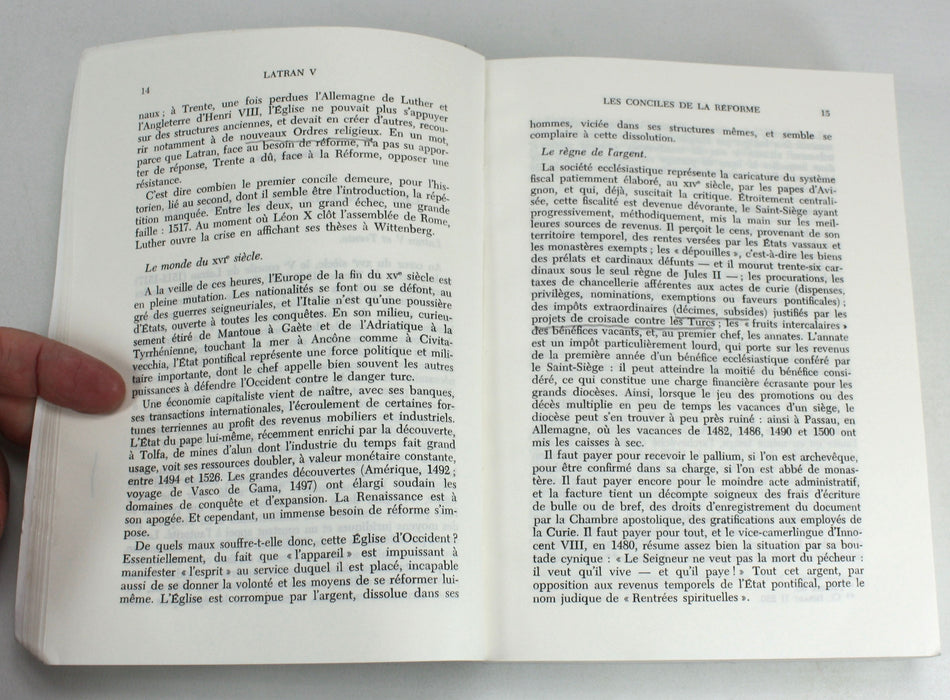 LATRAN V
14
naux ; à Trente, une fois perdues l'Allemagne de Luther et
l'Angleterre d'Henri VIII, l'Église ne pouvait plus s'appuyer
sur des structures anciennes, et devait en créer d'autres, recou-
rir notamment à de nouveaux Ordres religieux. En un mot,
parce que Latran, face au besoin de réforme, n'a pas su appor-
ter de réponse, Trente a dû, face à la Réforme, opposer une
résistance.
C'est dire combien le premier concile demeure, pour l'his-
torien, lié au second, dont il semble être l'introduction, la répé-
tition manquée. Entre les deux, un grand échec, une grande
faille : 1517. Au moment où Léon X clôt l'assemblée de Rome,
Luther ouvre la crise en affichant ses thèses à Wittenberg.
Le monde du XVIe siècle.
A la veille de ces heures, l'Europe de la fin du XVe siècle est
en pleine mutation. Les nationalités se font ou se défont, au
gré des guerres seigneuriales, et l'Italie n'est qu'une poussière
d'États, ouverte à toutes les conquêtes. En son milieu, curieu-
sement étiré de Mantoue à Gaète et de l'Adriatique à la
Tyrrhénienne, touchant la mer à Ancône comme à Civita-
vecchia, l'État pontifical représente une force politique et mili-
taire importante, dont le chef appelle bien souvent les autres
puissances à défendre l'Occident contre le danger turc.
Une économie capitaliste vient de naître, avec ses banques,
ses transactions internationales, l'écroulement de certaines for-
tunes terriennes au profit des revenus mobiliers et industriels.
L'État du pape lui-même, récemment enrichi par la découverte,
à Tolfa, de mines d'alun dont l'industrie du temps fait grand
usage, voit ses ressources doubler, à valeur monétaire constante,
entre 1494 et 1526. Les grandes découvertes (Amérique, 1492 ;
voyage de Vasco de Gama, 1497) ont élargi soudain les
domaines de conquête et d'expansion. La Renaissance est à
son apogée. Et cependant, un immense besoin de réforme s'im-
pose.
De quels maux souffre-t-elle donc, cette Église d'Occident ?
Essentiellement, du fait que « l'appareil » est impuissant à
manifester « l'esprit » au service duquel il est placé, incapable
aussi de se donner la volonté et les moyens de se réformer lui-
même. L'Église est corrompue par l'argent, dissolue dans ses
LES CONCILES DE LA RÉFORME
15
hommes, viciée dans ses structures mêmes, et semble se
complaire à cette dissolution.
Le règne de l'argent.
La société ecclésiastique représente la caricature du système
fiscal patiemment élaboré, au XIVe siècle, par les papes d'Avi-
gnon, et qui, déjà, suscitait la critique. Étroitement centrali-
sée, cette fiscalité est devenue dévorante, le Saint-Siège ayant
progressivement, méthodiquement, mis la main sur les meil-
leures sources de revenus. Il perçoit le cens, provenant de son
territoire temporel, des rentes versées par les États vassaux et
les monastères exempts ; les « dépouilles », c'est-à-dire les biens
des prélats et cardinaux défunts — et il mourut trente-six car-
dinaux sous le seul règne de Jules II — ; les procurations, les
taxes de chancellerie afférentes aux actes de curie (dispenses,
privilèges, nominations, exemptions ou faveurs pontificales) ;
des impôts extraordinaires (décimes, subsides) justifiés par les
projets de croisade contre les Turcs ; les « fruits intercalaires »
des bénéfices vacants, et, au premier chef, les annates. L'annate
est un impôt particulièrement lourd, qui porte sur les revenus
de la première année d'un bénéfice ecclésiastique conféré par
le Saint-Siège : il peut atteindre la moitié du bénéfice consi-
déré, ce qui constitue une charge financière écrasante pour les
grands diocèses. Ainsi, lorsque le jeu des promotions ou des
décès multiplie en peu de temps les vacances d'un siège, le
diocèse peut s'en trouver à peu près ruiné : ainsi à Passau, en
Allemagne, où les vacances de 1482, 1486, 1490 et 1500 ont
mis les caisses à sec.
Il faut payer pour recevoir le pallium, si l'on est archevêque,
pour être confirmé dans sa charge, si l'on est abbé de monas-
tère. Il faut payer encore pour le moindre acte administratif,
et la facture tient un décompte soigneux des frais d'écriture
de bulle ou de bref, des droits d'enregistrement du document
par la Chambre apostolique, des gratifications aux employés de
la Curie. Il faut payer pour tout, et le vice-camerlingue d'Inno-
cent VIII, en 1480, résume assez bien la situation par sa bou-
tade cynique : « Le Seigneur ne veut pas la mort du pécheur :
il veut qu'il vive — et qu'il paye ! » Tout cet argent, par
opposition aux revenus temporels de l'État pontifical, porte le
nom judique de « Rentrées spirituelles ».